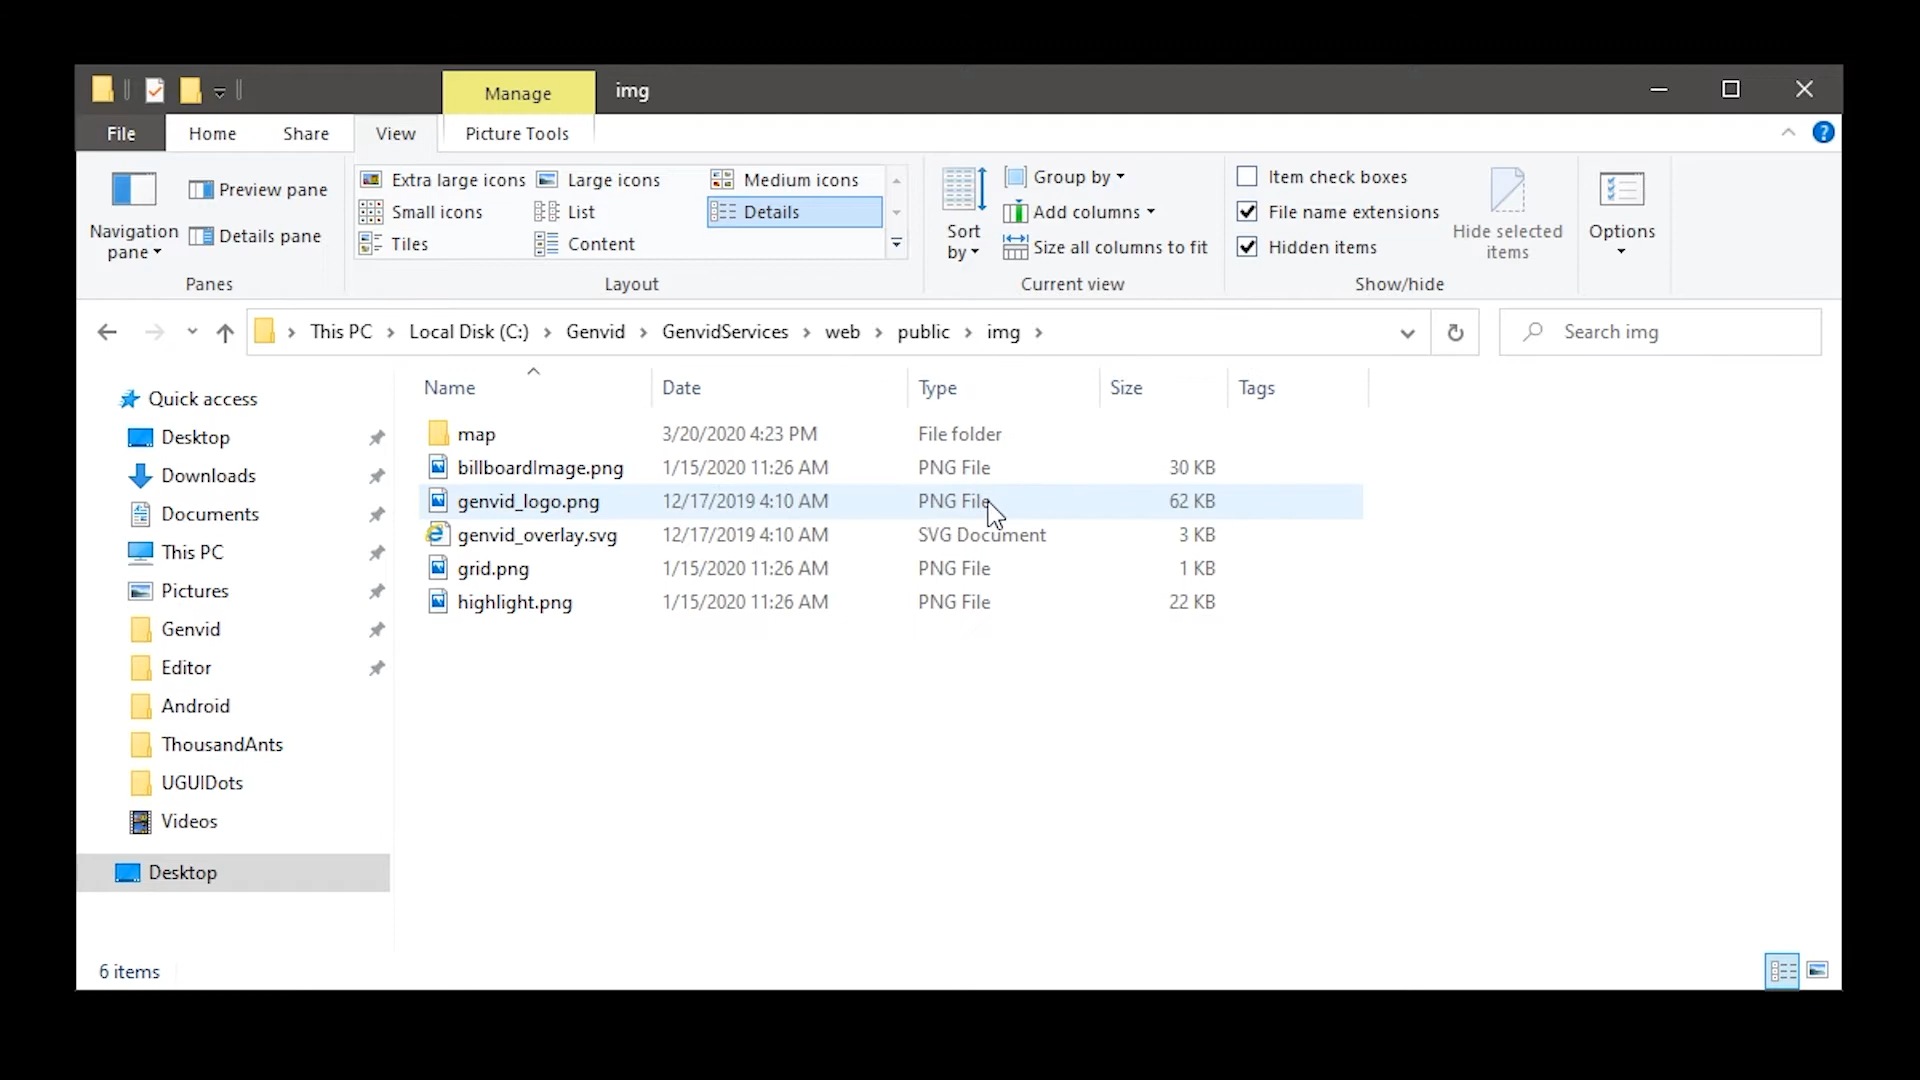 Manage
img
File
Home
Share
View
Picture Tools
?
Navigation pane
Preview pane
Details pane
Panes
Extra large icons
Large icons
Medium icons
Small icons
List
Details
Tiles
Content
Layout
Sort by
Group by
Add columns
Size all columns to fit
Current view
Item check boxes
File name extensions
Hidden items
Hide selected items
Show/hide
Options
This PC > Local Disk (C:) > Genvid > GenvidServices > web > public > img >
Search img
Quick access
Desktop
Downloads
Documents
This PC
Pictures
Genvid
Editor
Android
ThousandAnts
UGUIDots
Videos
Desktop
Name Date Type Size Tags
map 3/20/2020 4:23 PM File folder
billboardImage.png 1/15/2020 11:26 AM PNG File 30 KB
genvid_logo.png 12/17/2019 4:10 AM PNG File 62 KB
genvid_overlay.svg 12/17/2019 4:10 AM SVG Document 3 KB
grid.png 1/15/2020 11:26 AM PNG File 1 KB
highlight.png 1/15/2020 11:26 AM PNG File 22 KB
6 items